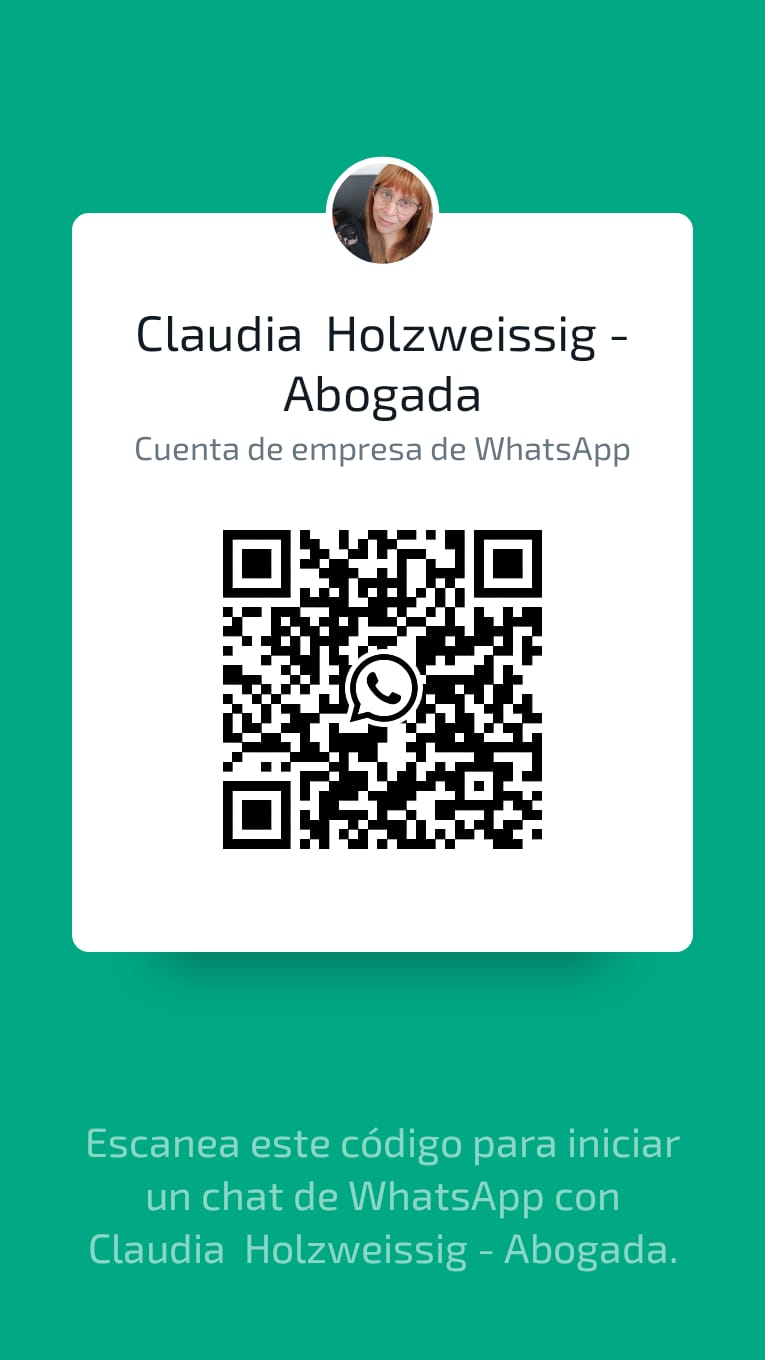 Claudia  Holzweissig -
Abogada
Cuenta de empresa de WhatsApp
Escanea este código para iniciar
un chat de WhatsApp con
Claudia  Holzweissig - Abogada.